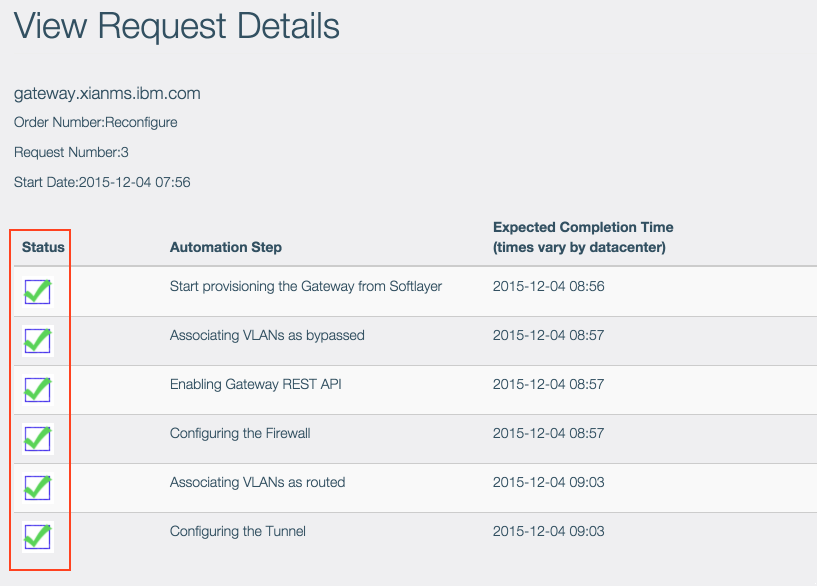 View Request Details
gateway.xianms.ibm.com
Order Number:Reconfigure
Request Number:3
Start Date:2015-12-04 07:56
Status Automation Step Expected Completion Time
(times vary by datacenter)
Start provisioning the Gateway from Softlayer 2015-12-04 08:56
Associating VLANs as bypassed 2015-12-04 08:57
Enabling Gateway REST API 2015-12-04 08:57
Configuring the Firewall 2015-12-04 08:57
Associating VLANs as routed 2015-12-04 09:03
Configuring the Tunnel 2015-12-04 09:03